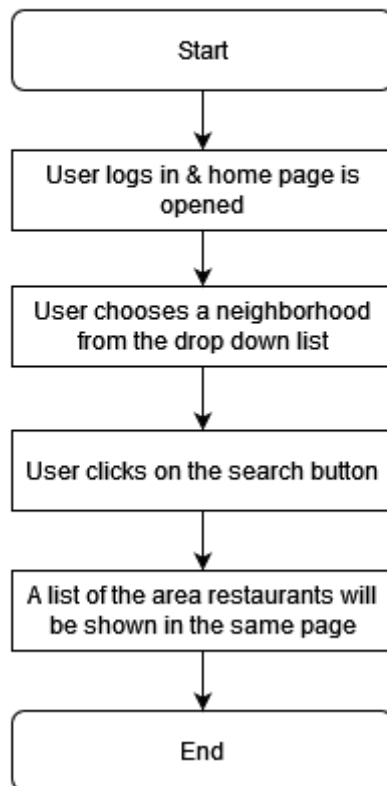 Start
User logs in & home page is
opened
User chooses a neighborhood
from the drop down list
User clicks on the search button
A list of the area restaurants will
be shown in the same page
End